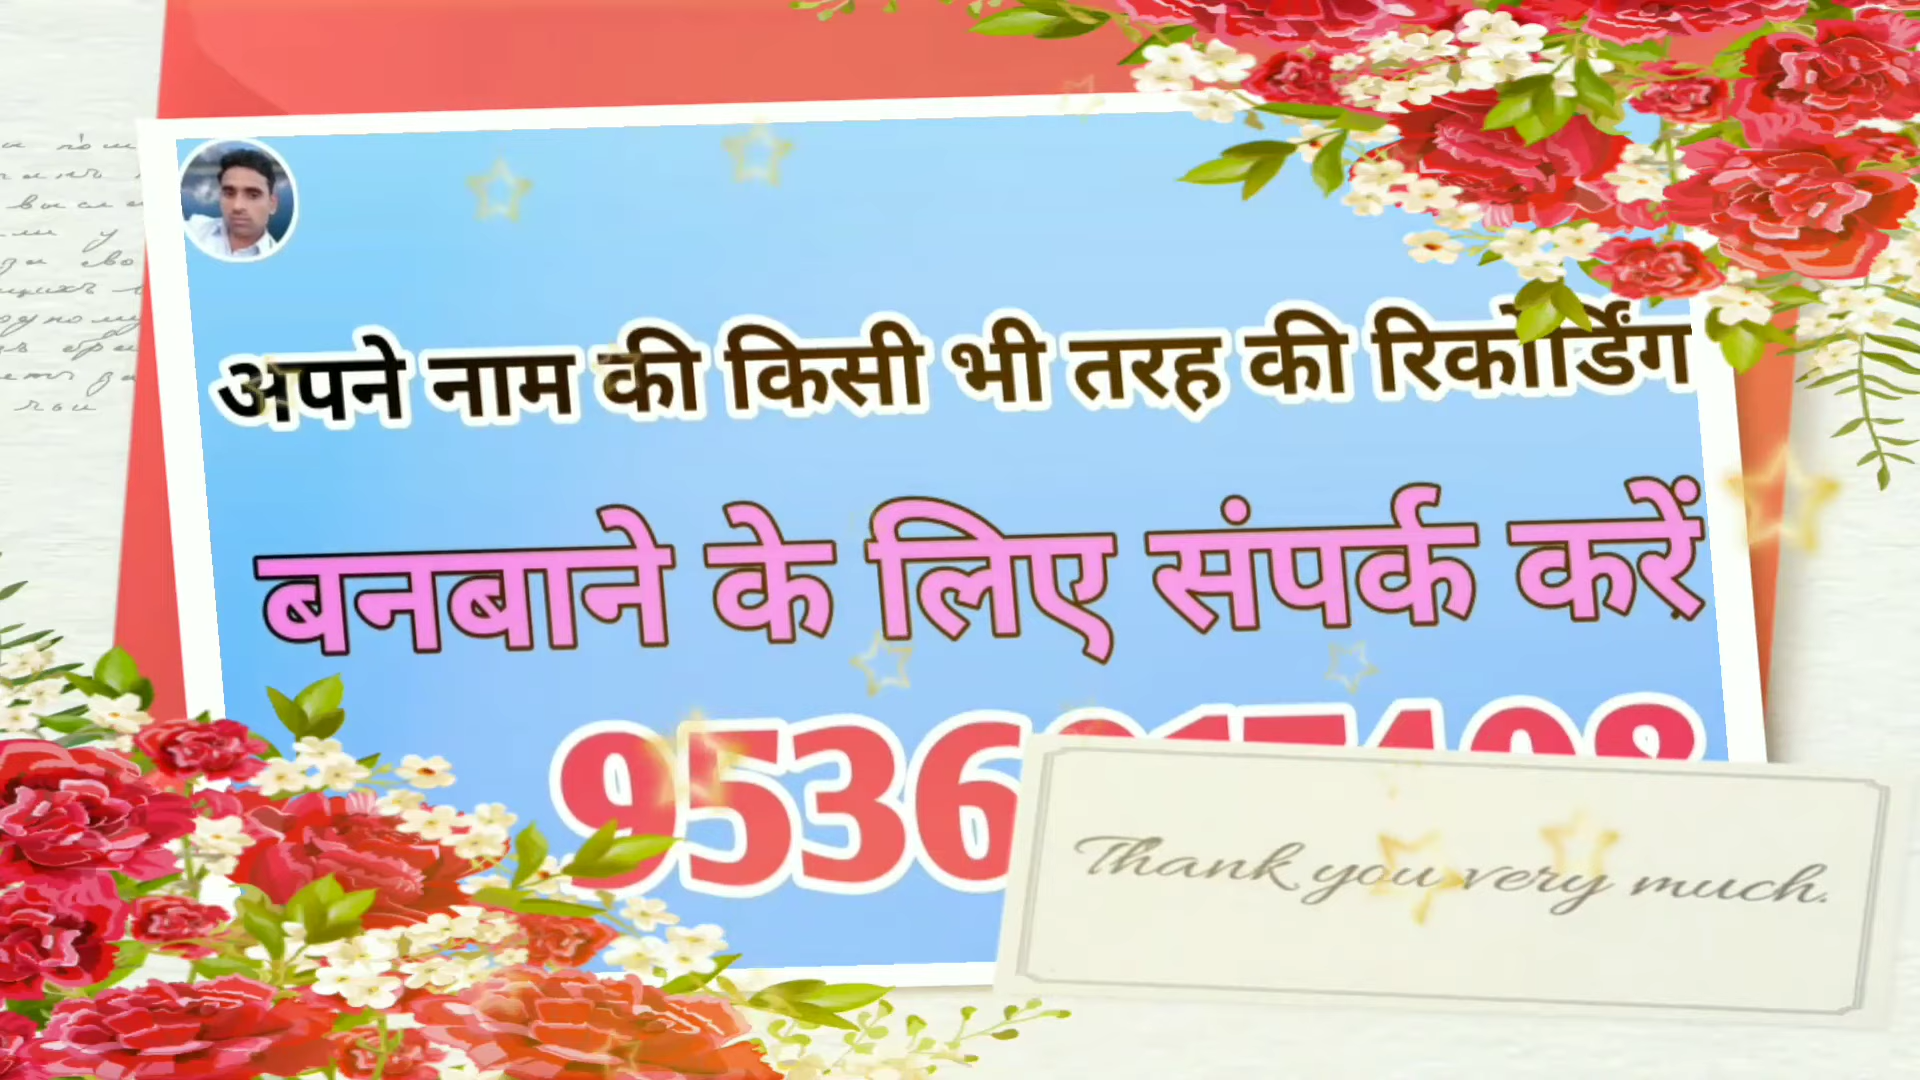 अपने नाम की किसी भी तरह की रिकोर्डिंग
बनबाने के लिए संपर्क करें
9536
Thank you very much.